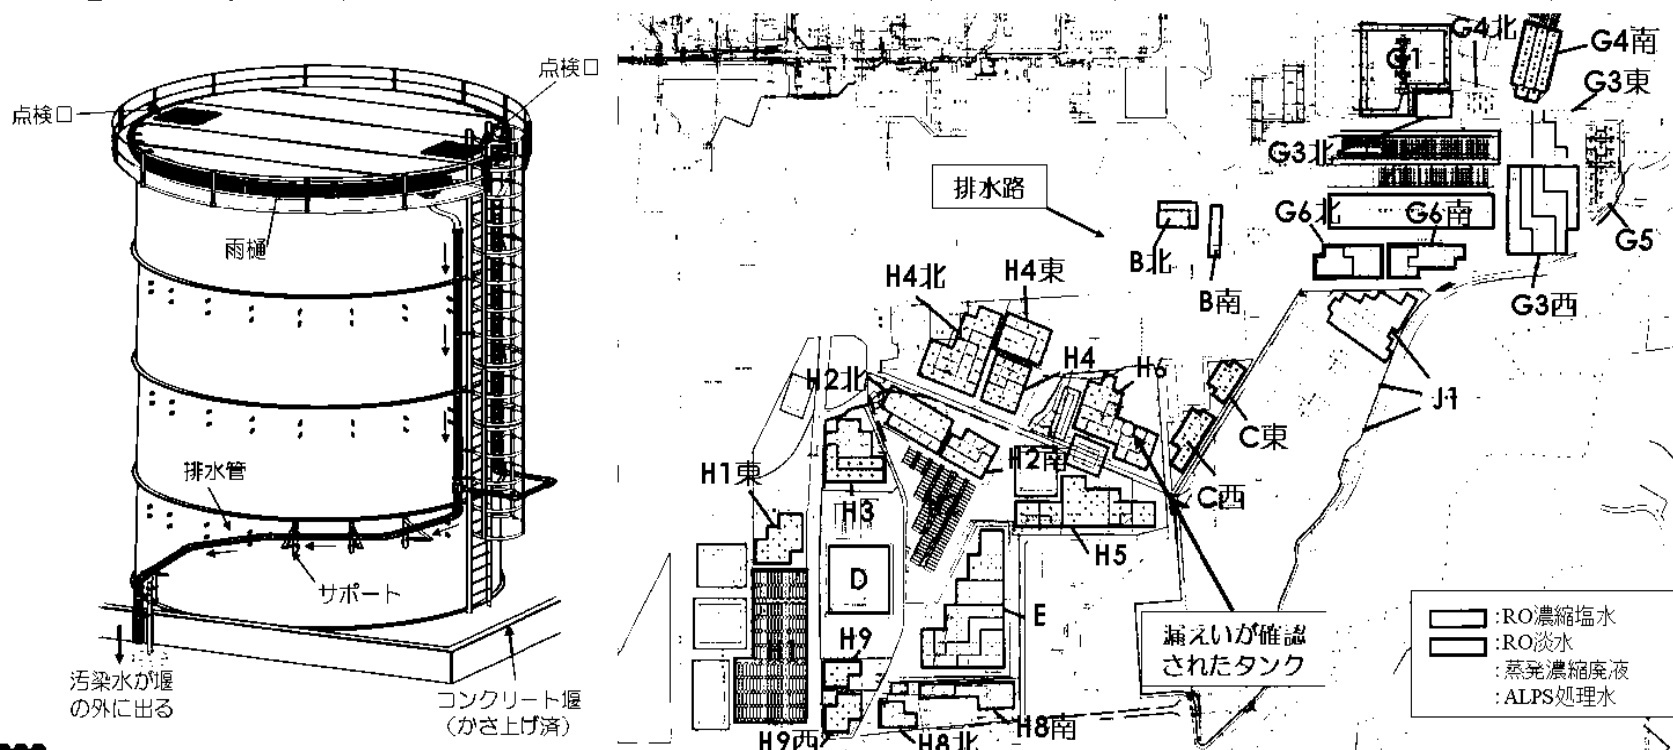 点検口
点検口
雨樋
排水管
サポート
汚染水が堰
の外に出る
コンクリート堰
(かさ上げ済)
排水路
G1
G4北
G4南
G3東
G3北
G6北
G6南
G5
G3西
B北
B南
H4北
H4東
H4
H6
H2北
H2南
H1東
H3
H5
C東
C西
J1
D
E
H1
H9
H9西
H8北
H8南
漏えいが確認
されたタンク
:RO濃縮塩水
:RO淡水
:蒸発濃縮廃液
:ALPS処理水